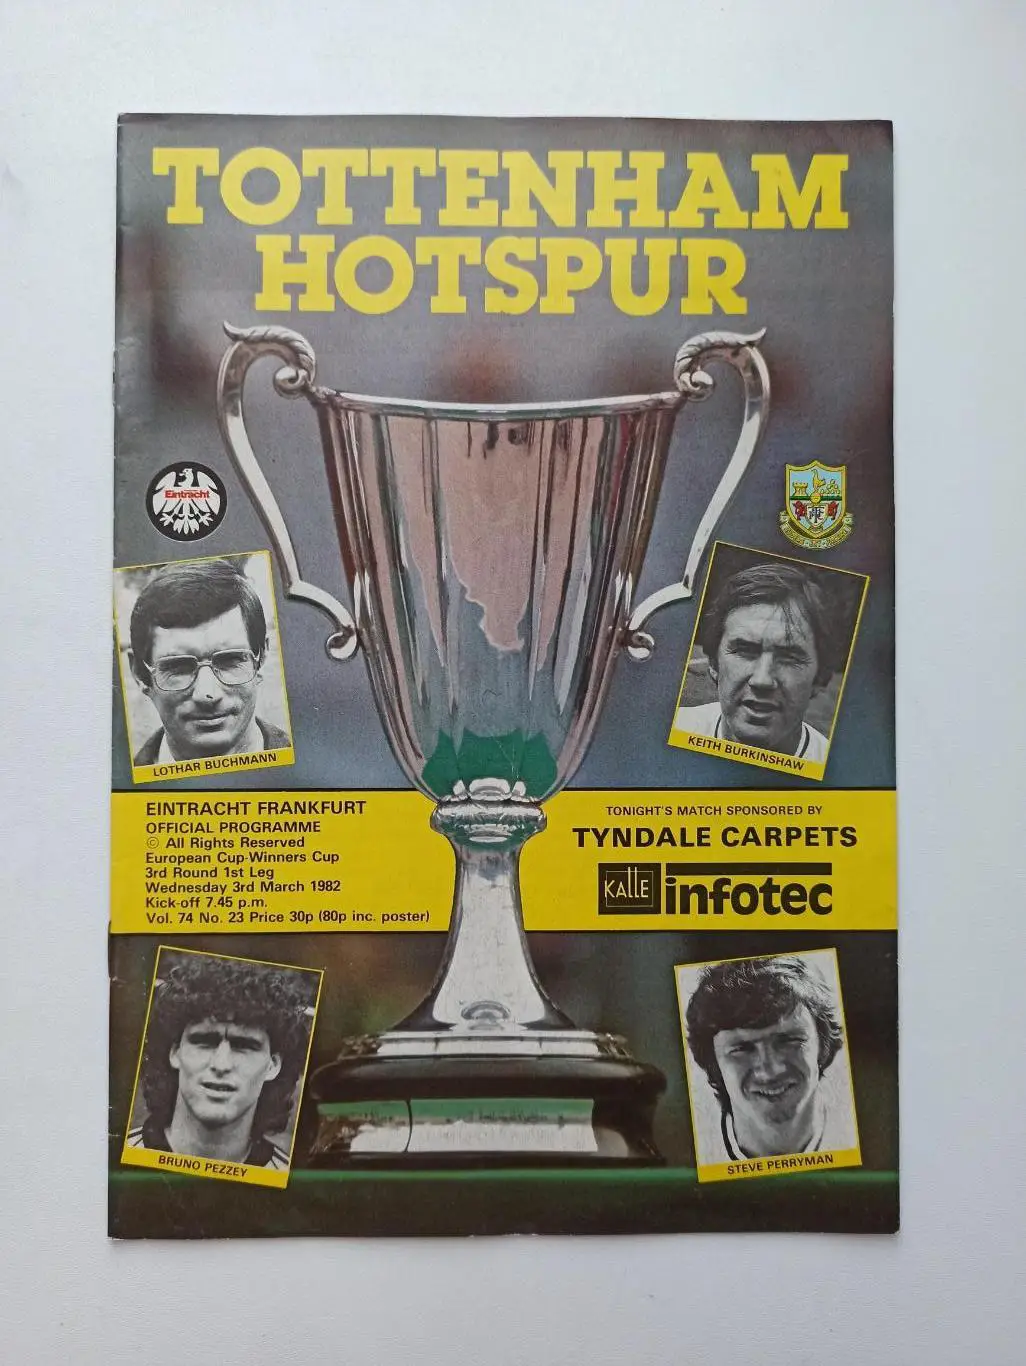 TOTTENHAM
HOTSPUR
Eintracht
LOTHAR BUCHMANN
KEITH BURKINSHAW
EINTRACHT FRANKFURT
OFFICIAL PROGRAMME
© All Rights Reserved
European Cup-Winners Cup
3rd Round 1st Leg
Wednesday 3rd March 1982
Kick-off 7.45 p.m.
Vol. 74 No. 23 Price 30p (80p inc. poster)
TONIGHT'S MATCH SPONSORED BY
TYNDALE CARPETS
KALLE infotec
BRUNO PEZZEY
STEVE PERRYMAN